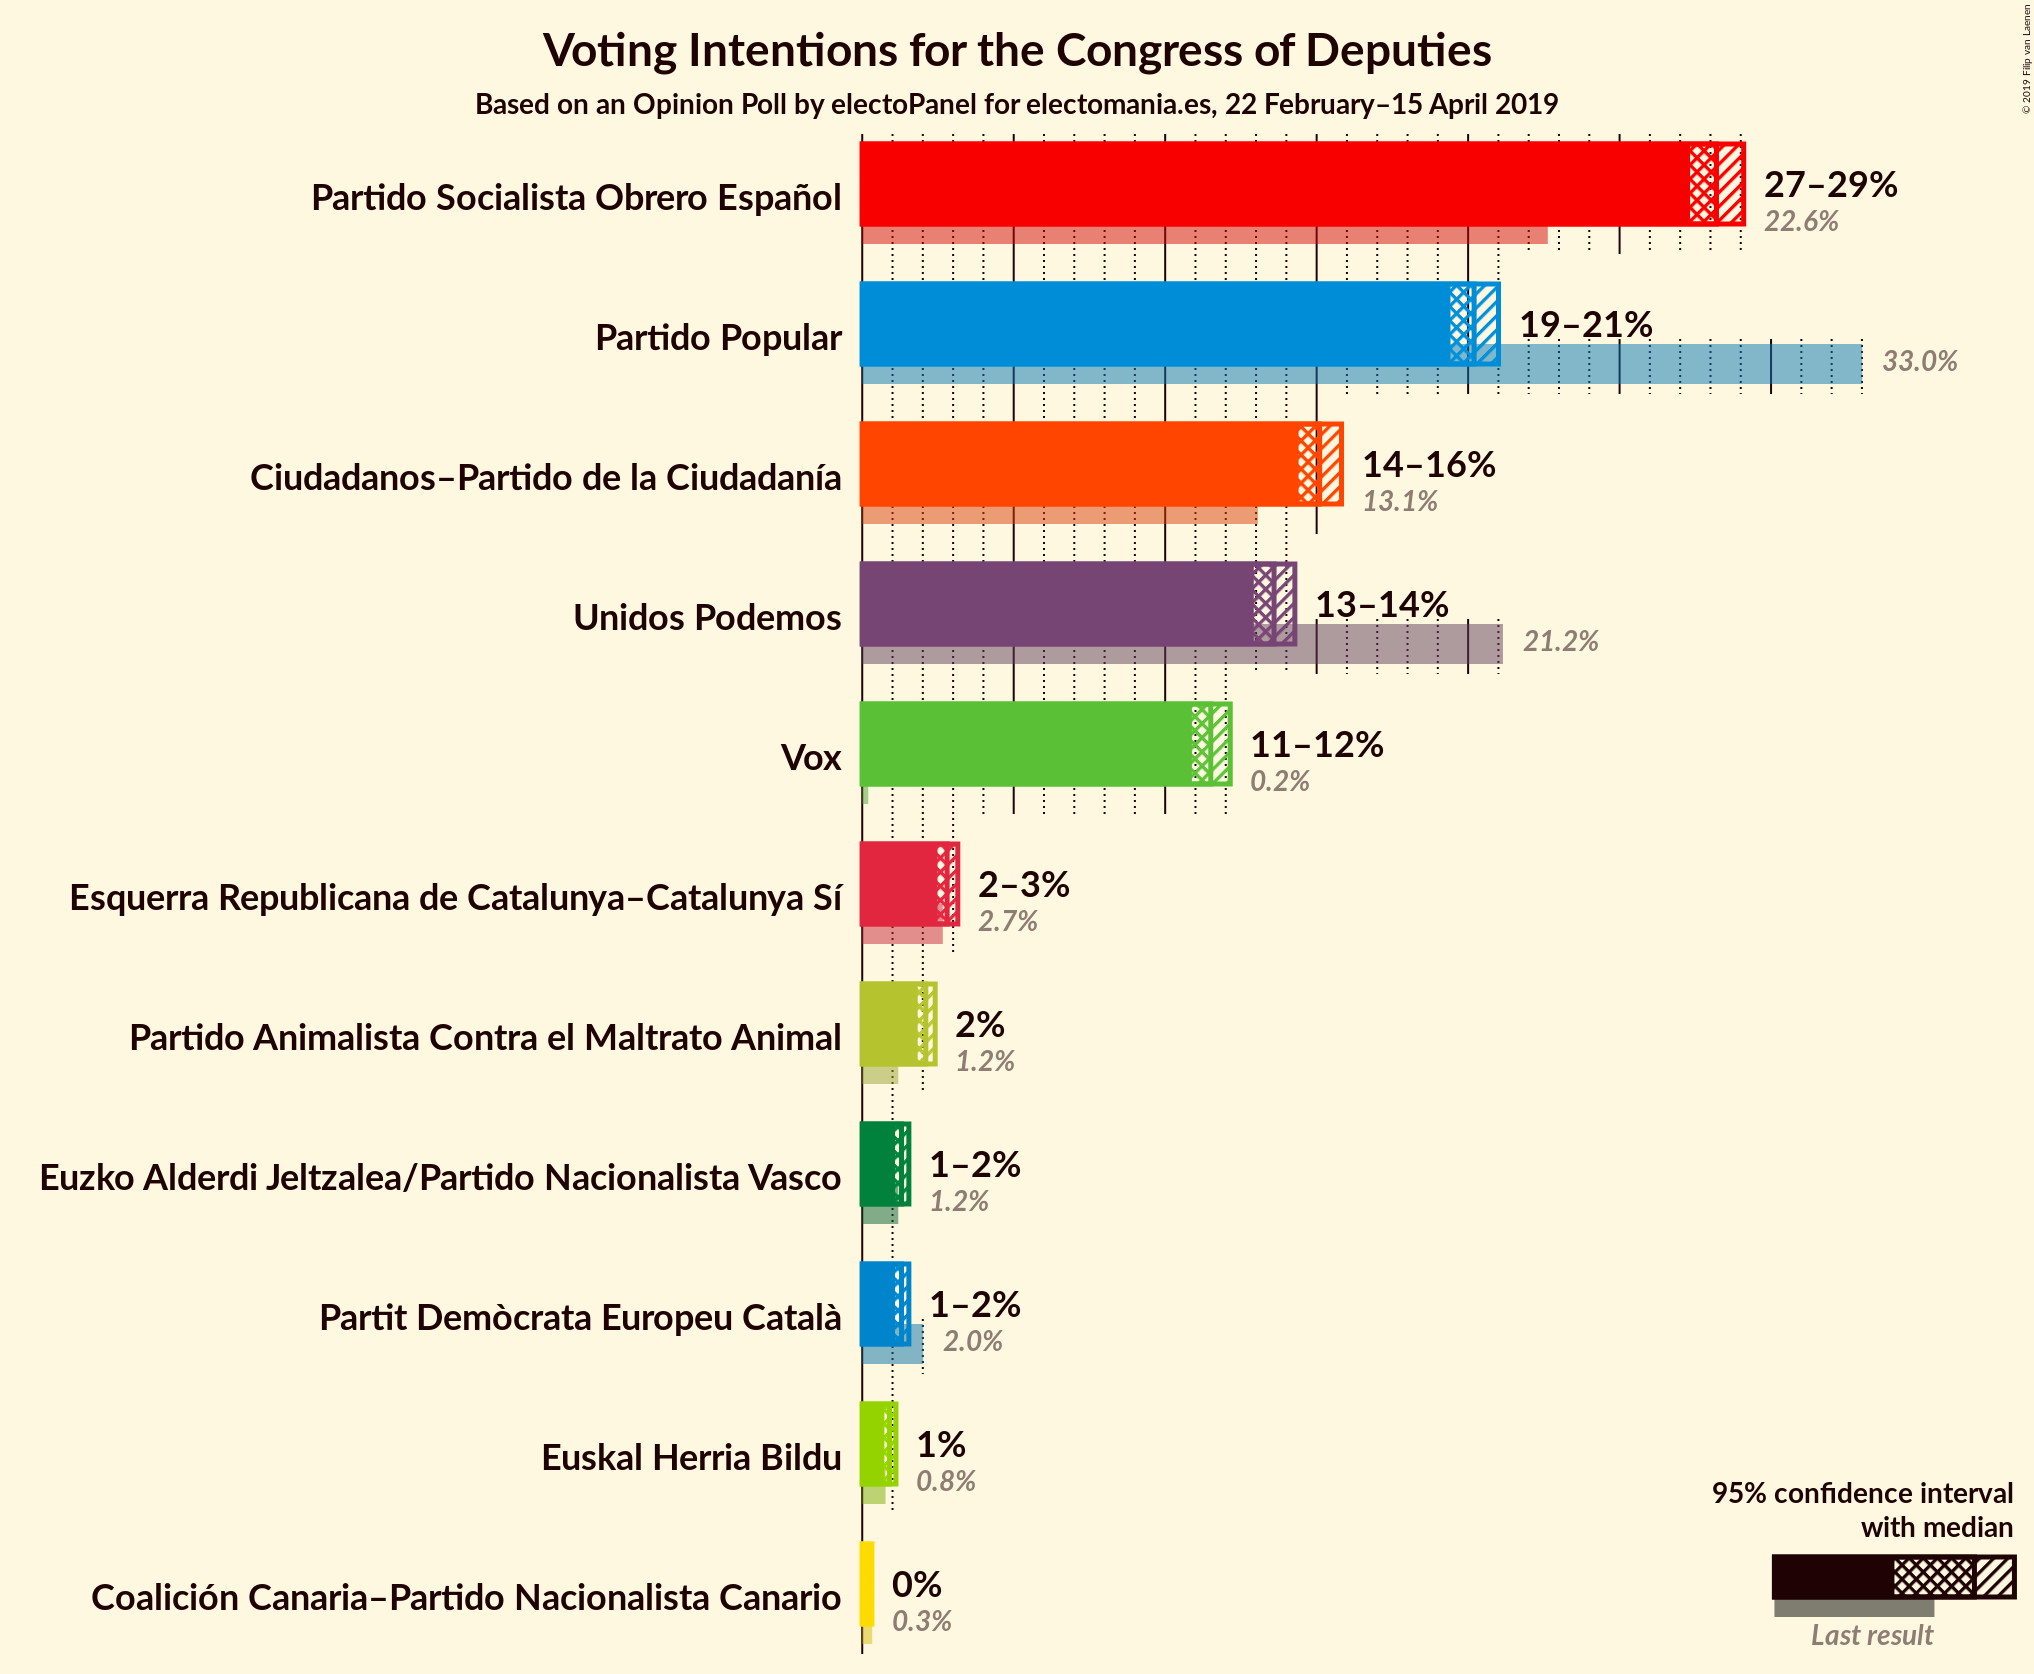 Voting Intentions for the Congress of Deputies
Based on an Opinion Poll by electoPanel for electomania.es, 22 February–15 April 2019
© 2019 Filip van Laenen
Partido Socialista Obrero Español
27–29%
22.6%
Partido Popular
19–21%
33.0%
Ciudadanos–Partido de la Ciudadanía
14–16%
13.1%
Unidos Podemos
13–14%
21.2%
Vox
11–12%
0.2%
Esquerra Republicana de Catalunya–Catalunya Sí
2–3%
2.7%
Partido Animalista Contra el Maltrato Animal
2%
1.2%
Euzko Alderdi Jeltzalea/Partido Nacionalista Vasco
1–2%
1.2%
Partit Demòcrata Europeu Català
1–2%
2.0%
Euskal Herria Bildu
1%
0.8%
Coalición Canaria–Partido Nacionalista Canario
0%
0.3%
95% confidence interval
with median
Last result